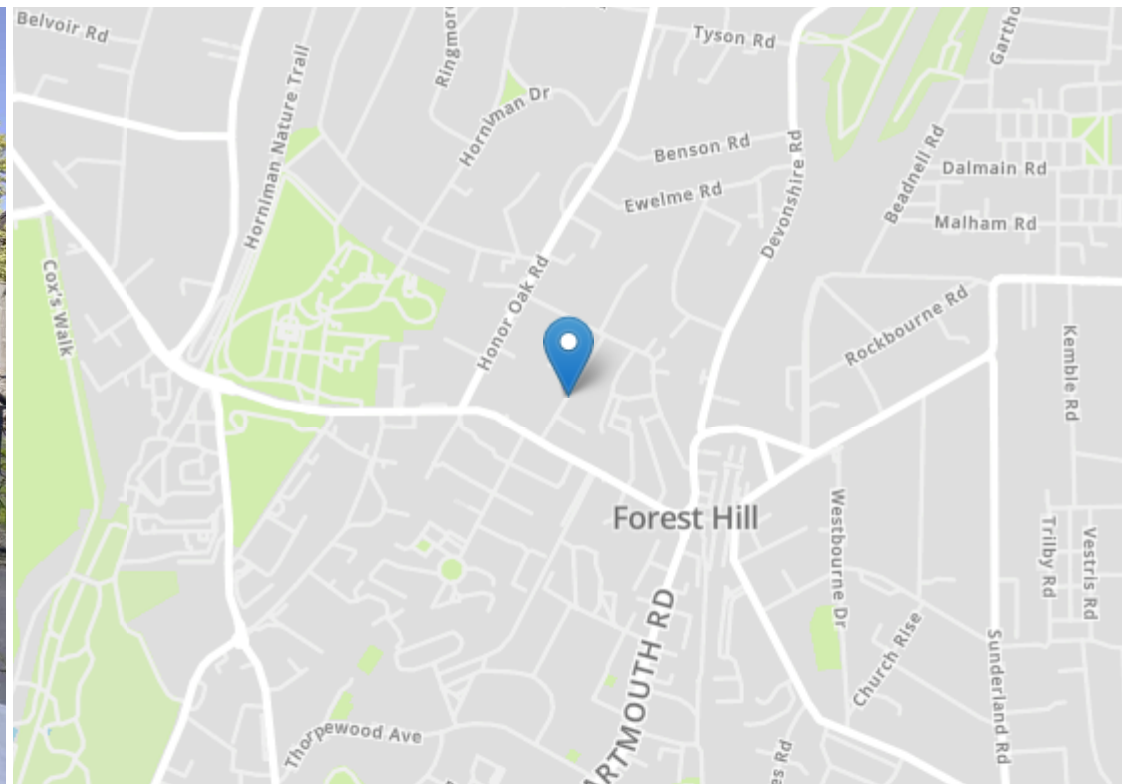 Belvoir Rd
Tyson Rd
Horniman Dr
Horniman Nature Trail
Benson Rd
Dalmain Rd
Beadnell Rd
Ewelme Rd
Devonshire Rd
Malham Rd
Cox's Walk
Honor Oak Rd
Rockbourne Rd
Kemble Rd
Forest Hill
Westbourne Dr
Trilby Rd
Vestris Rd
Church Rise
Sunderland Rd
Thorpewood Ave